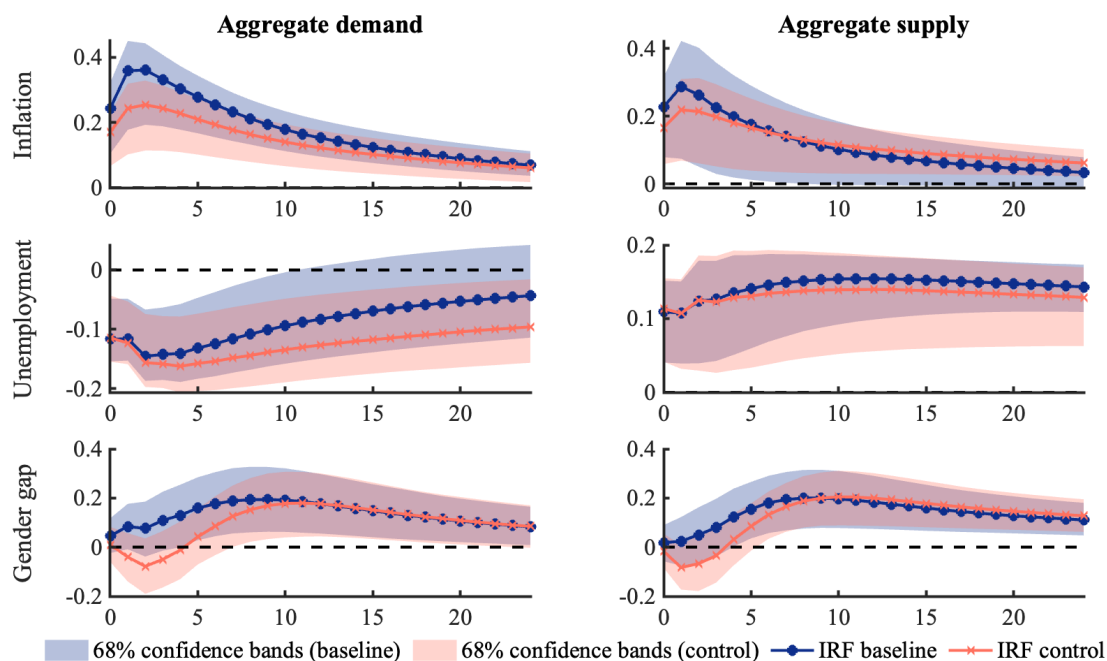 Aggregate demand
Aggregate supply
Inflation
0.4
0.2
0
0 5 10 15 20
0.4
0.2
0
0 5 10 15 20
Unemployment
0
-0.1
-0.2
0 5 10 15 20
0.2
0.1
0
0 5 10 15 20
Gender gap
0.4
0.2
0
-0.2
0 5 10 15 20
0.4
0.2
0
-0.2
0 5 10 15 20
68% confidence bands (baseline) 68% confidence bands (control) IRF baseline IRF control